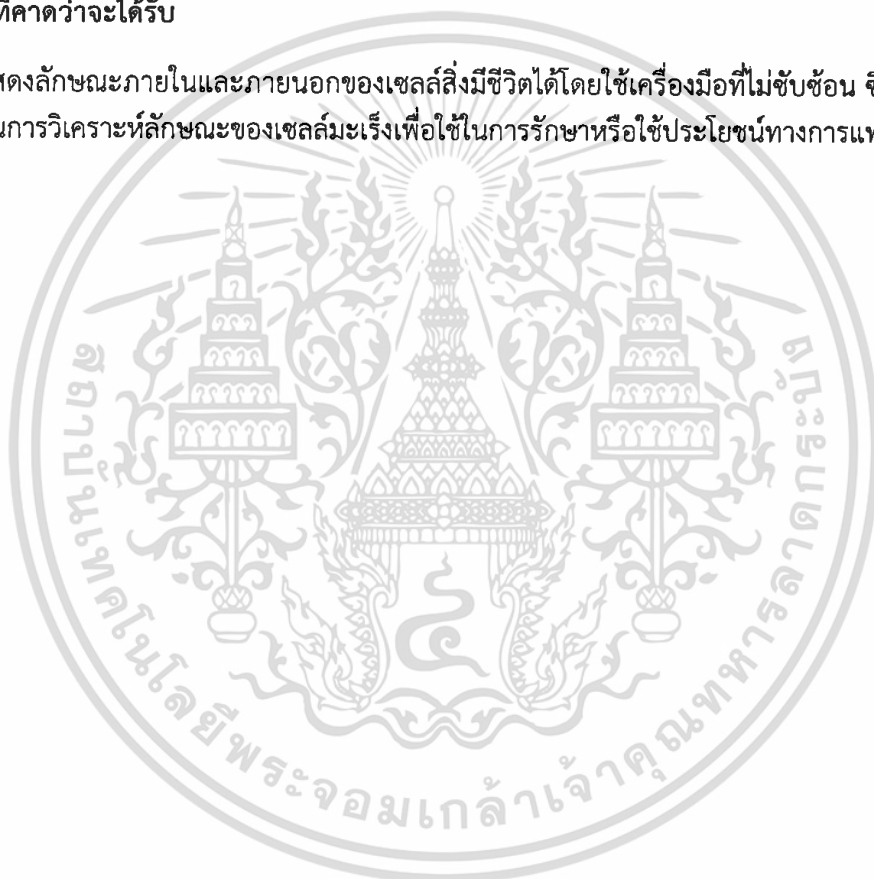 ที่คาดว่าจะได้รับ
สดงลักษณะภายในและภายนอกของเซลล์สิ่งมีชีวิตได้โดยใช้เครื่องมือที่ไม่ซับซ้อน ซึ
นการวิเคราะห์ลักษณะของเซลล์มะเร็งเพื่อใช้ในการรักษาหรือใช้ประโยชน์ทางการแพ
๔
สถาบันเทคโนโลยีพระจอมเกล้าเจ้าคุณทหารลาดกระบัง